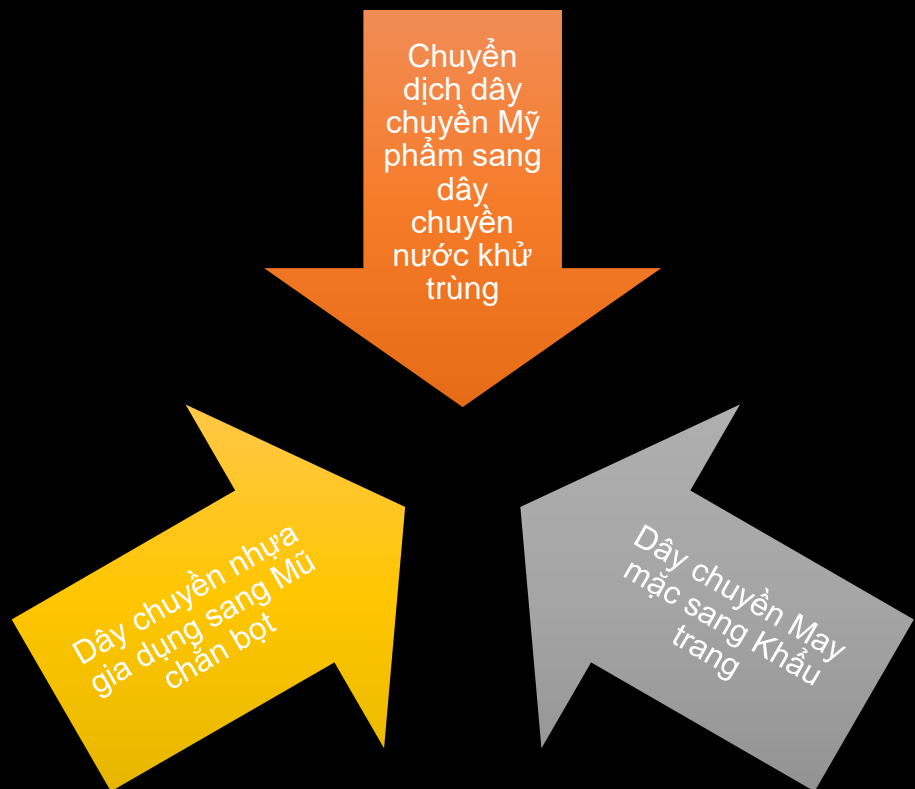 Chuyển
dịch dây
chuyền Mỹ
phẩm sang
dây
chuyền
nước khử
trùng
Dây chuyền nhựa
gia dụng sang Mũ
chắn bọt
Dây chuyền May
mặc sang Khẩu
trang